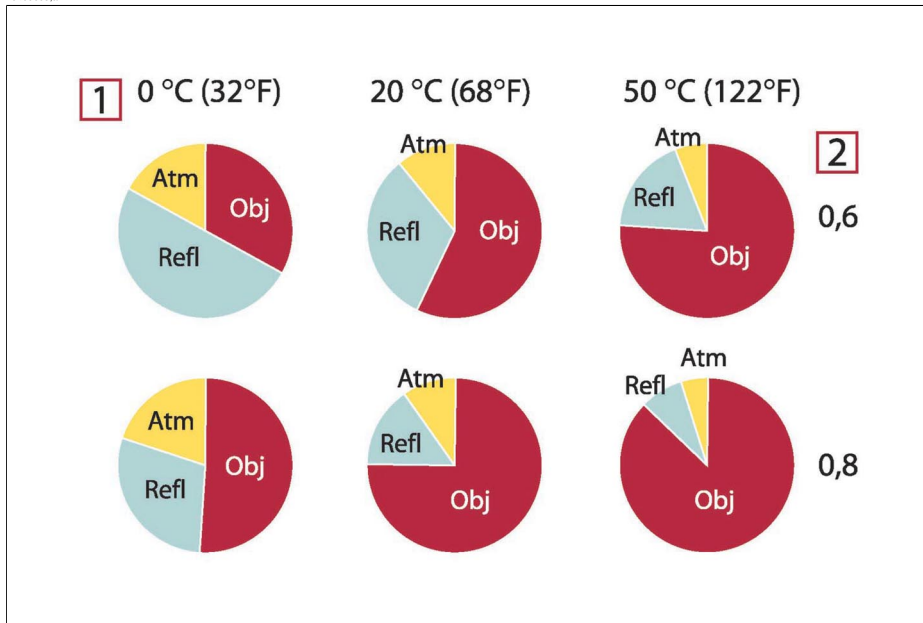 1 0 °C (32°F) 20 °C (68°F) 50 °C (122°F)
2
Atm Obj Refl
Atm Obj Refl
Atm Refl Obj
0,6
Atm Obj Refl
Atm Refl Obj
Atm Refl Obj
0,8